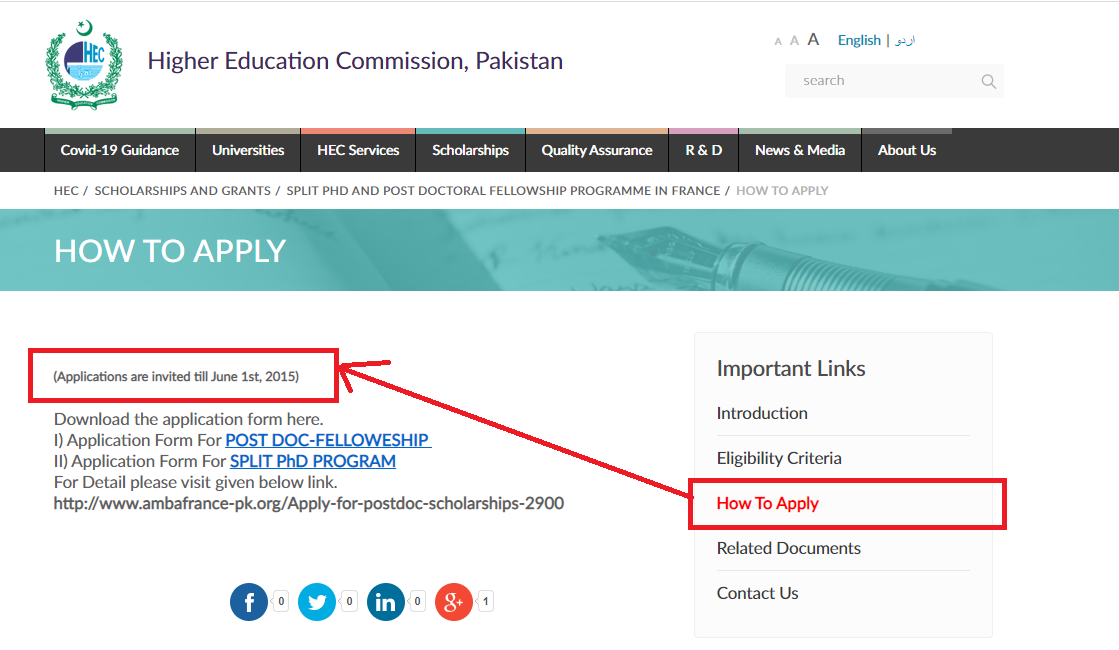 HEC
Higher Education Commission, Pakistan
A A A English | اردو
search
Covid-19 Guidance Universities HEC Services Scholarships Quality Assurance R & D News & Media About Us
HEC / SCHOLARSHIPS AND GRANTS / SPLIT PHD AND POST DOCTORAL FELLOWSHIP PROGRAMME IN FRANCE / HOW TO APPLY
HOW TO APPLY
(Applications are invited till June 1st, 2015)
Download the application form here.
I) Application Form For POST DOC-FELLOWESHIP
II) Application Form For SPLIT PhD PROGRAM
For Detail please visit given below link.
http://www.ambafrance-pk.org/Apply-for-postdoc-scholarships-2900
f 0 0 in 0 g+ 1
Important Links
Introduction
Eligibility Criteria
How To Apply
Related Documents
Contact Us